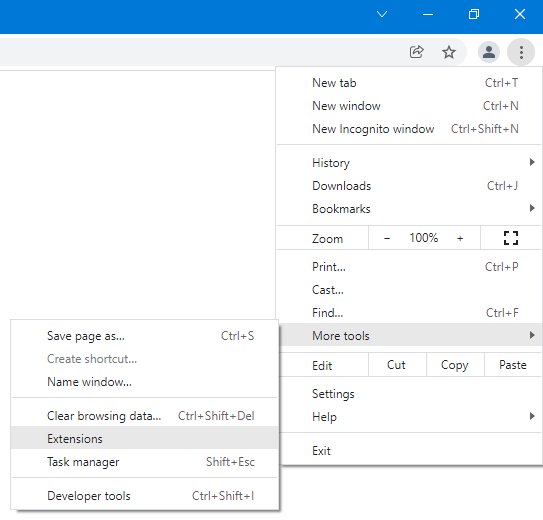 New tab Ctrl+T
New window Ctrl+N
New Incognito window Ctrl+Shift+N
History
Downloads Ctrl+J
Bookmarks
Zoom − 100% +
Print... Ctrl+P
Cast...
Find... Ctrl+F
More tools
Edit Cut Copy Paste
Settings
Help
Exit
Save page as... Ctrl+S
Create shortcut...
Name window...
Clear browsing data... Ctrl+Shift+Del
Extensions
Task manager Shift+Esc
Developer tools Ctrl+Shift+I